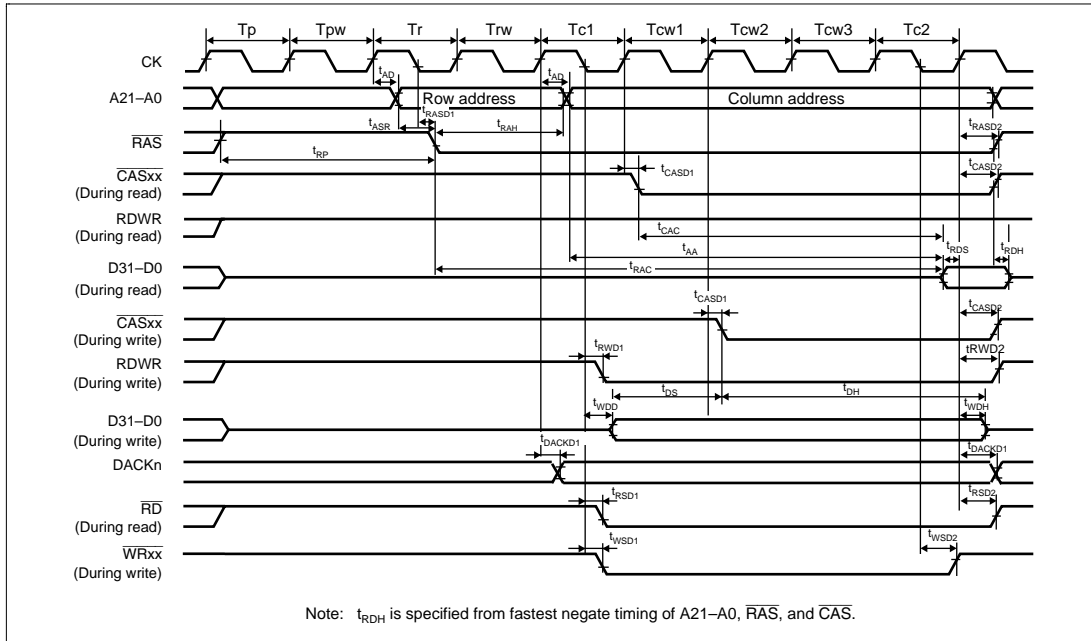 Tp Tpw Tr Trw Tc1 Tcw1 Tcw2 Tcw3 Tc2
CK
tAD tAD
A21–A0 Row address Column address
tRASD1
tASR tRAH tRASD2
RAS
tRP
CASxx tCASD1 tCASD2
(During read)
RDWR
(During read) tCAC
tRDS tRDH
tAA
D31–D0 tRAC
(During read)
tCASD1 tCASD2
CASxx
(During write)
tRWD1 tRWD2
RDWR
(During write)
tDS tDH
tWDD tWDH
D31–D0
(During write)
tDACKD1 tDACKD1
DACKn
tRSD1 tRSD2
RD
(During read)
tWSD1 tWSD2
WRxx
(During write)
Note: tRDH is specified from fastest negate timing of A21–A0, RAS, and CAS.